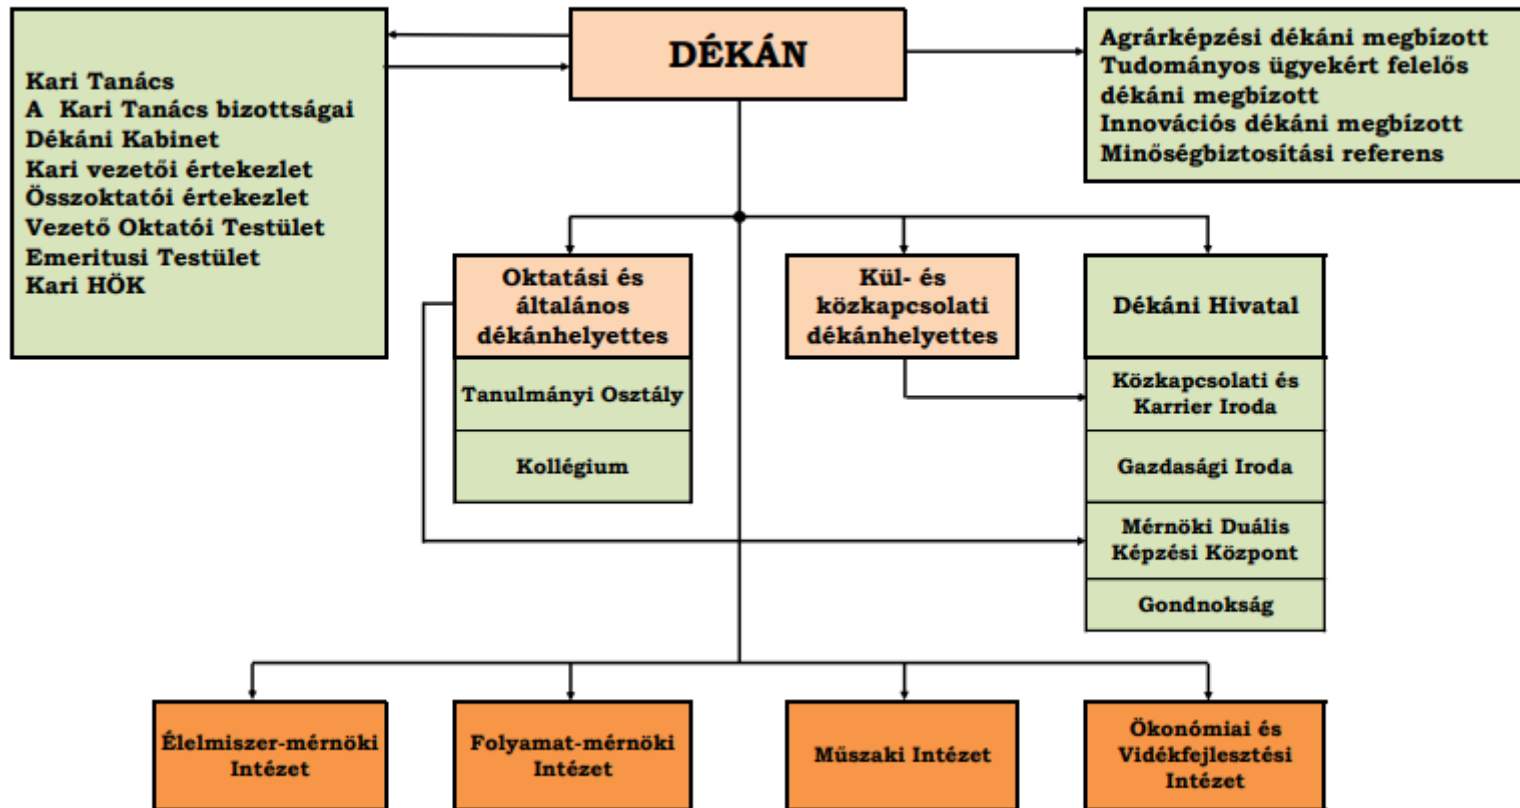 DÉKÁN
Kari Tanács
A Kari Tanács bizottságai
Dékáni Kabinet
Kari vezetői értekezlet
Összoktatói értekezlet
Vezető Oktatói Testület
Emeritusi Testület
Kari HÖK
Agrárképzési dékáni megbízott
Tudományos ügyekért felelős
dékáni megbízott
Innovációs dékáni megbízott
Minőségbiztosítási referens
Oktatási és
általános
dékánhelyettes
Tanulmányi Osztály
Kollégium
Kül- és
közkapcsolati
dékánhelyettes
Dékáni Hivatal
Közkapcsolati és
Karrier Iroda
Gazdasági Iroda
Mérnöki Duális
Képzési Központ
Gondnokság
Élelmiszer-mérnöki
Intézet
Folyamat-mérnöki
Intézet
Műszaki Intézet
Ökonómiai és
Vidékfejlesztési
Intézet